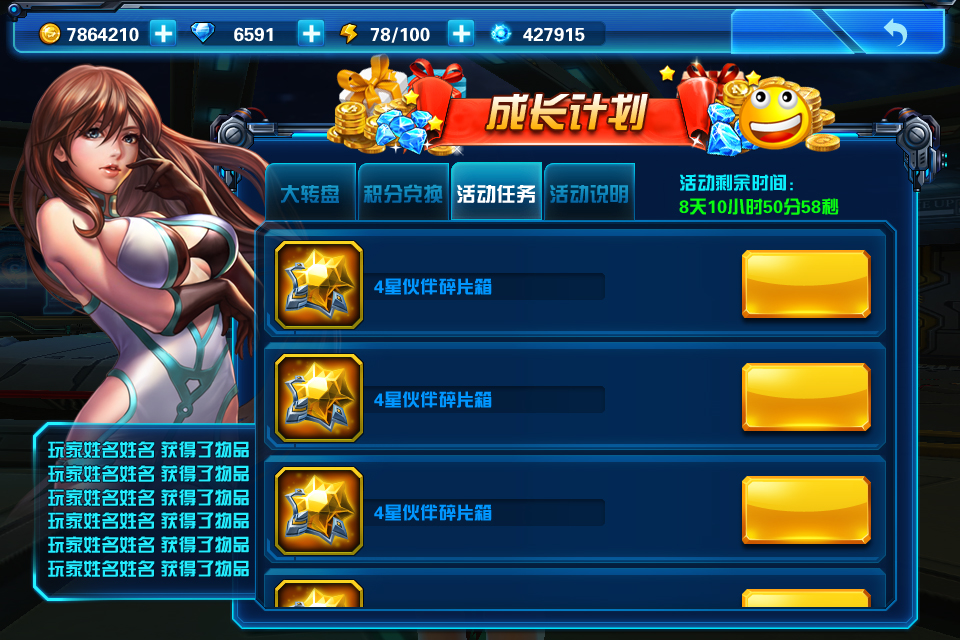 7864210 6591 78/100 427915
成长计划
大转盘 积分兑换 活动任务 活动说明
活动剩余时间:
8天10小时50分58秒
4星伙伴碎片箱
4星伙伴碎片箱
4星伙伴碎片箱
玩家姓名姓名 获得了物品
玩家姓名姓名 获得了物品
玩家姓名姓名 获得了物品
玩家姓名姓名 获得了物品
玩家姓名姓名 获得了物品
玩家姓名姓名 获得了物品